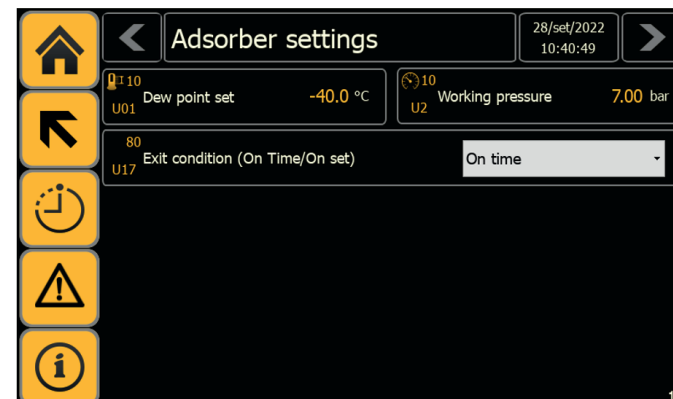 Adsorber settings
28/set/2022
10:40:49
10
U01
Dew point set
-40.0 °C
10
U2
Working pressure
7.00 bar
80
U17
Exit condition (On Time/On set)
On time
i
1